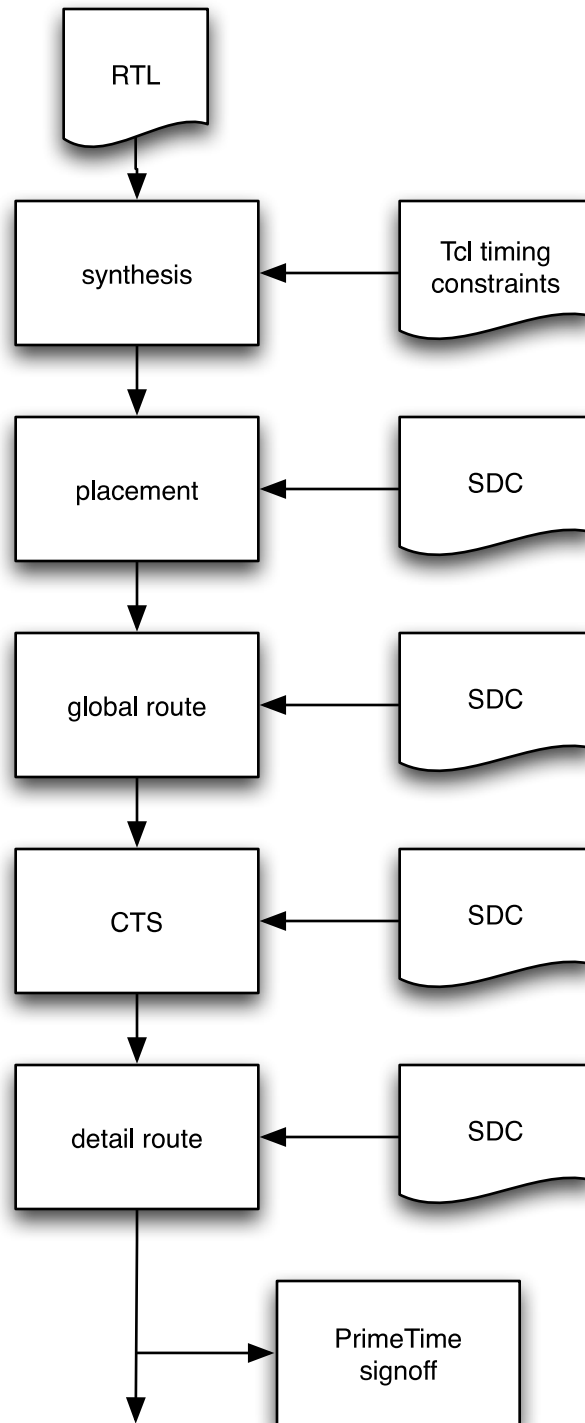 RTL
synthesis
Tcl timing
constraints
placement
SDC
global route
SDC
CTS
SDC
detail route
SDC
PrimeTime
signoff